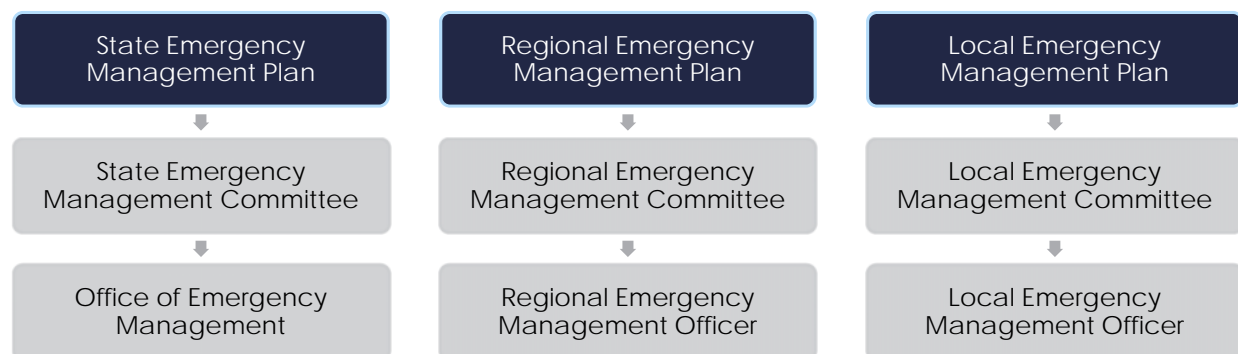 State Emergency
Management Plan
Regional Emergency
Management Plan
Local Emergency
Management Plan
State Emergency
Management Committee
Regional Emergency
Management Committee
Local Emergency
Management Committee
Office of Emergency
Management
Regional Emergency
Management Officer
Local Emergency
Management Officer